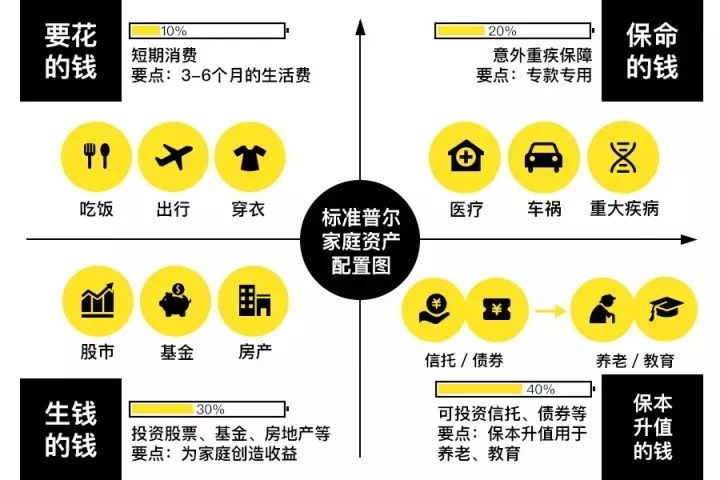 要花
的钱
10%
短期消费
要点：3-6个月的生活费
吃饭
出行
穿衣
20%
意外重疾保障
要点：专款专用
保命
的钱
医疗
车祸
重大疾病
标准普尔
家庭资产
配置图
股市
基金
房产
生钱
的钱
30%
投资股票、基金、房地产等
要点：为家庭创造收益
信托 / 债券
养老 / 教育
40%
可投资信托、债券等
要点：保本升值用于
养老、教育
保本
升值
的钱